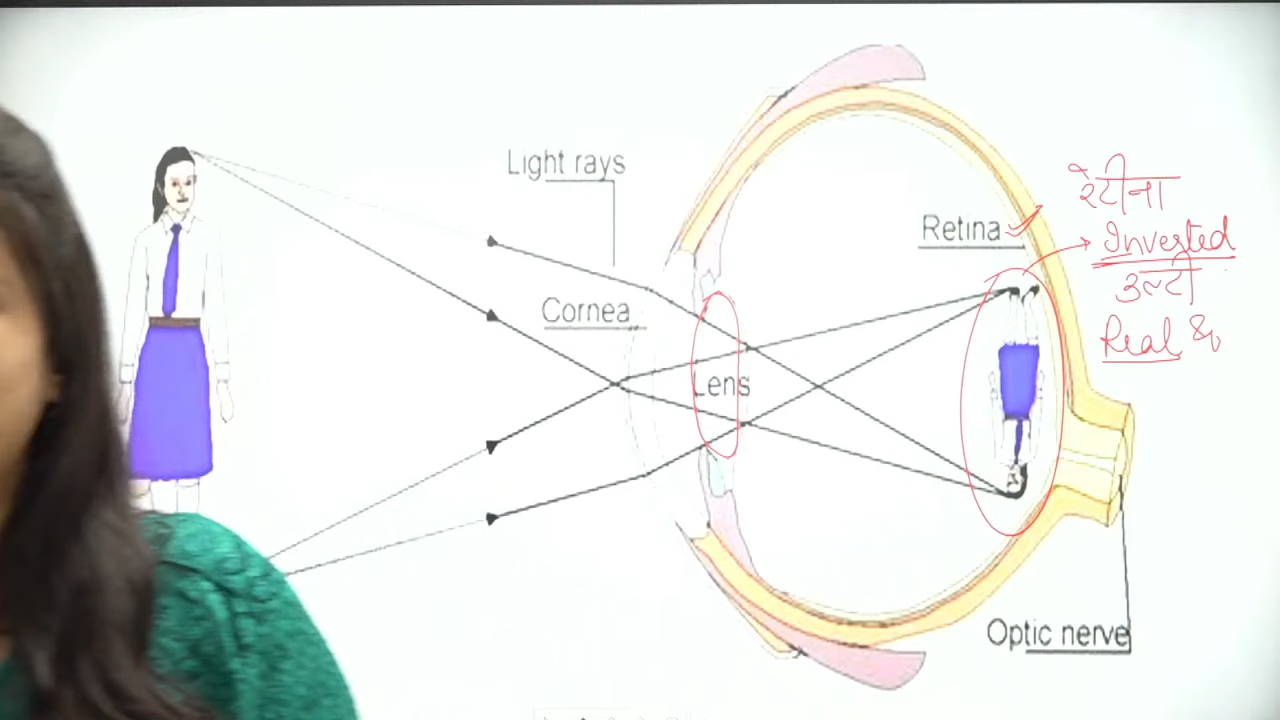 Light rays
Cornea
Lens
Retina
रेटीना
Inverted
उल्टी
Real &
Optic nerve